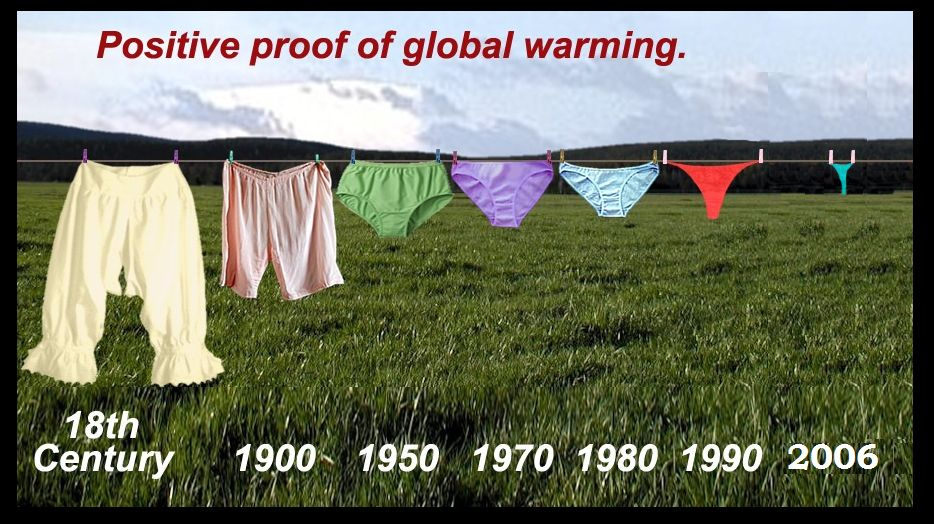 Positive proof of global warming.
18th
Century 1900 1950 1970 1980 1990 2006